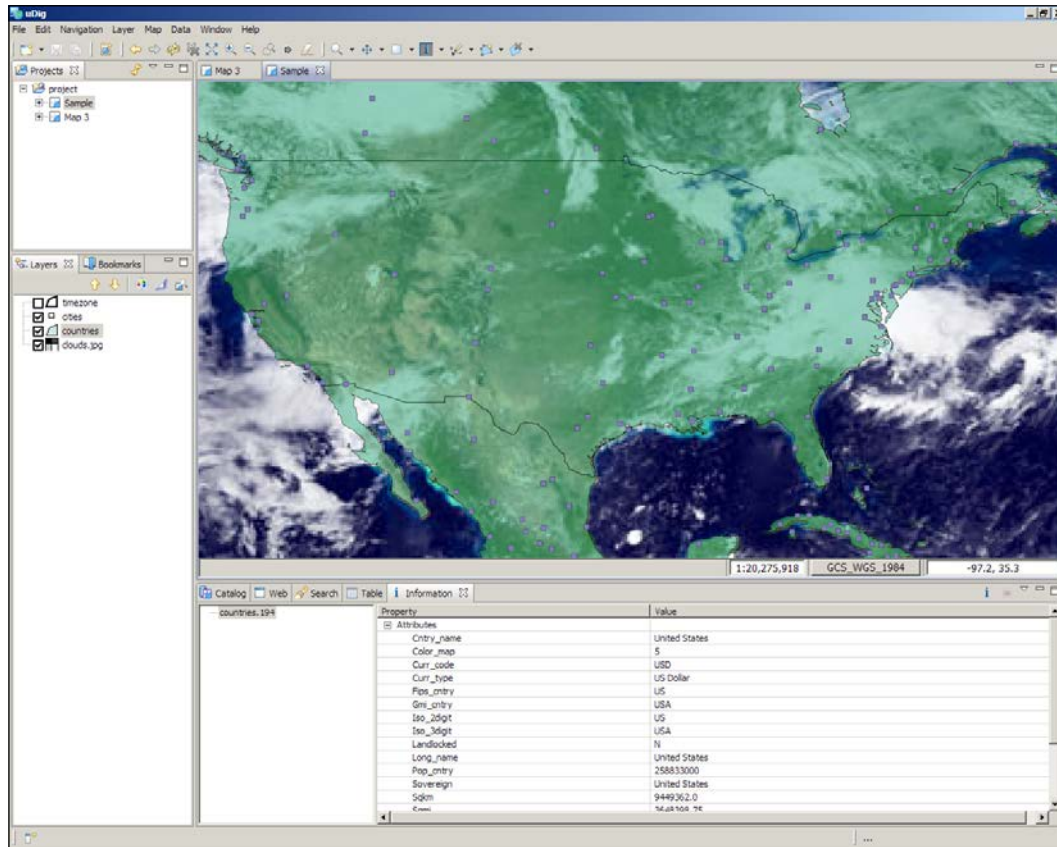 uDig
File Edit Navigation Layer Map Data Window Help
Projects
project
Sample
Map 3
Map 3
Sample
Layers
Bookmarks
timezone
cities
countries
clouds.jpg
1:20,275,918
GCS_WGS_1984
-97.2, 35.3
Catalog Web Search Table Information
countries.194
Property Value
Attributes
Cntry_name United States
Color_map 5
Curr_code USD
Curr_type US Dollar
Fips_cntry US
Gmi_cntry USA
Iso_2digit US
Iso_3digit USA
Landlocked N
Long_name United States
Pop_cntry 258833000
Sovereign United States
Sqkm 9449362.0
...